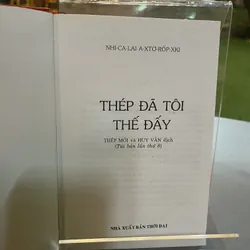 NHI-CA-LAI A-XTƠ-RỐP-XKI
THÉP ĐÃ TÔI
THẾ ĐẤY
THÉP MỚI và HUY VÂN dịch
(Tái bản lần thứ 8)
NHÀ XUẤT BẢN THỜI ĐẠI